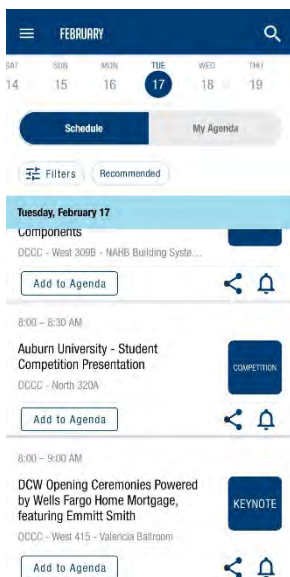 FEBRUARY
SAT SUN MON TUE WED THU
14 15 16 17 18 19
Schedule My Agenda
Filters Recommended
Tuesday, February 17
Components
OCCC - West 309B - NAHB Building Syste...
Add to Agenda
8:00 – 8:30 AM
Auburn University - Student
Competition Presentation
COMPETITION
OCCC - North 320A
Add to Agenda
8:00 – 9:00 AM
DCW Opening Ceremonies Powered
by Wells Fargo Home Mortgage,
featuring Emmitt Smith
KEYNOTE
OCCC - West 415 - Valencia Ballroom
Add to Agenda